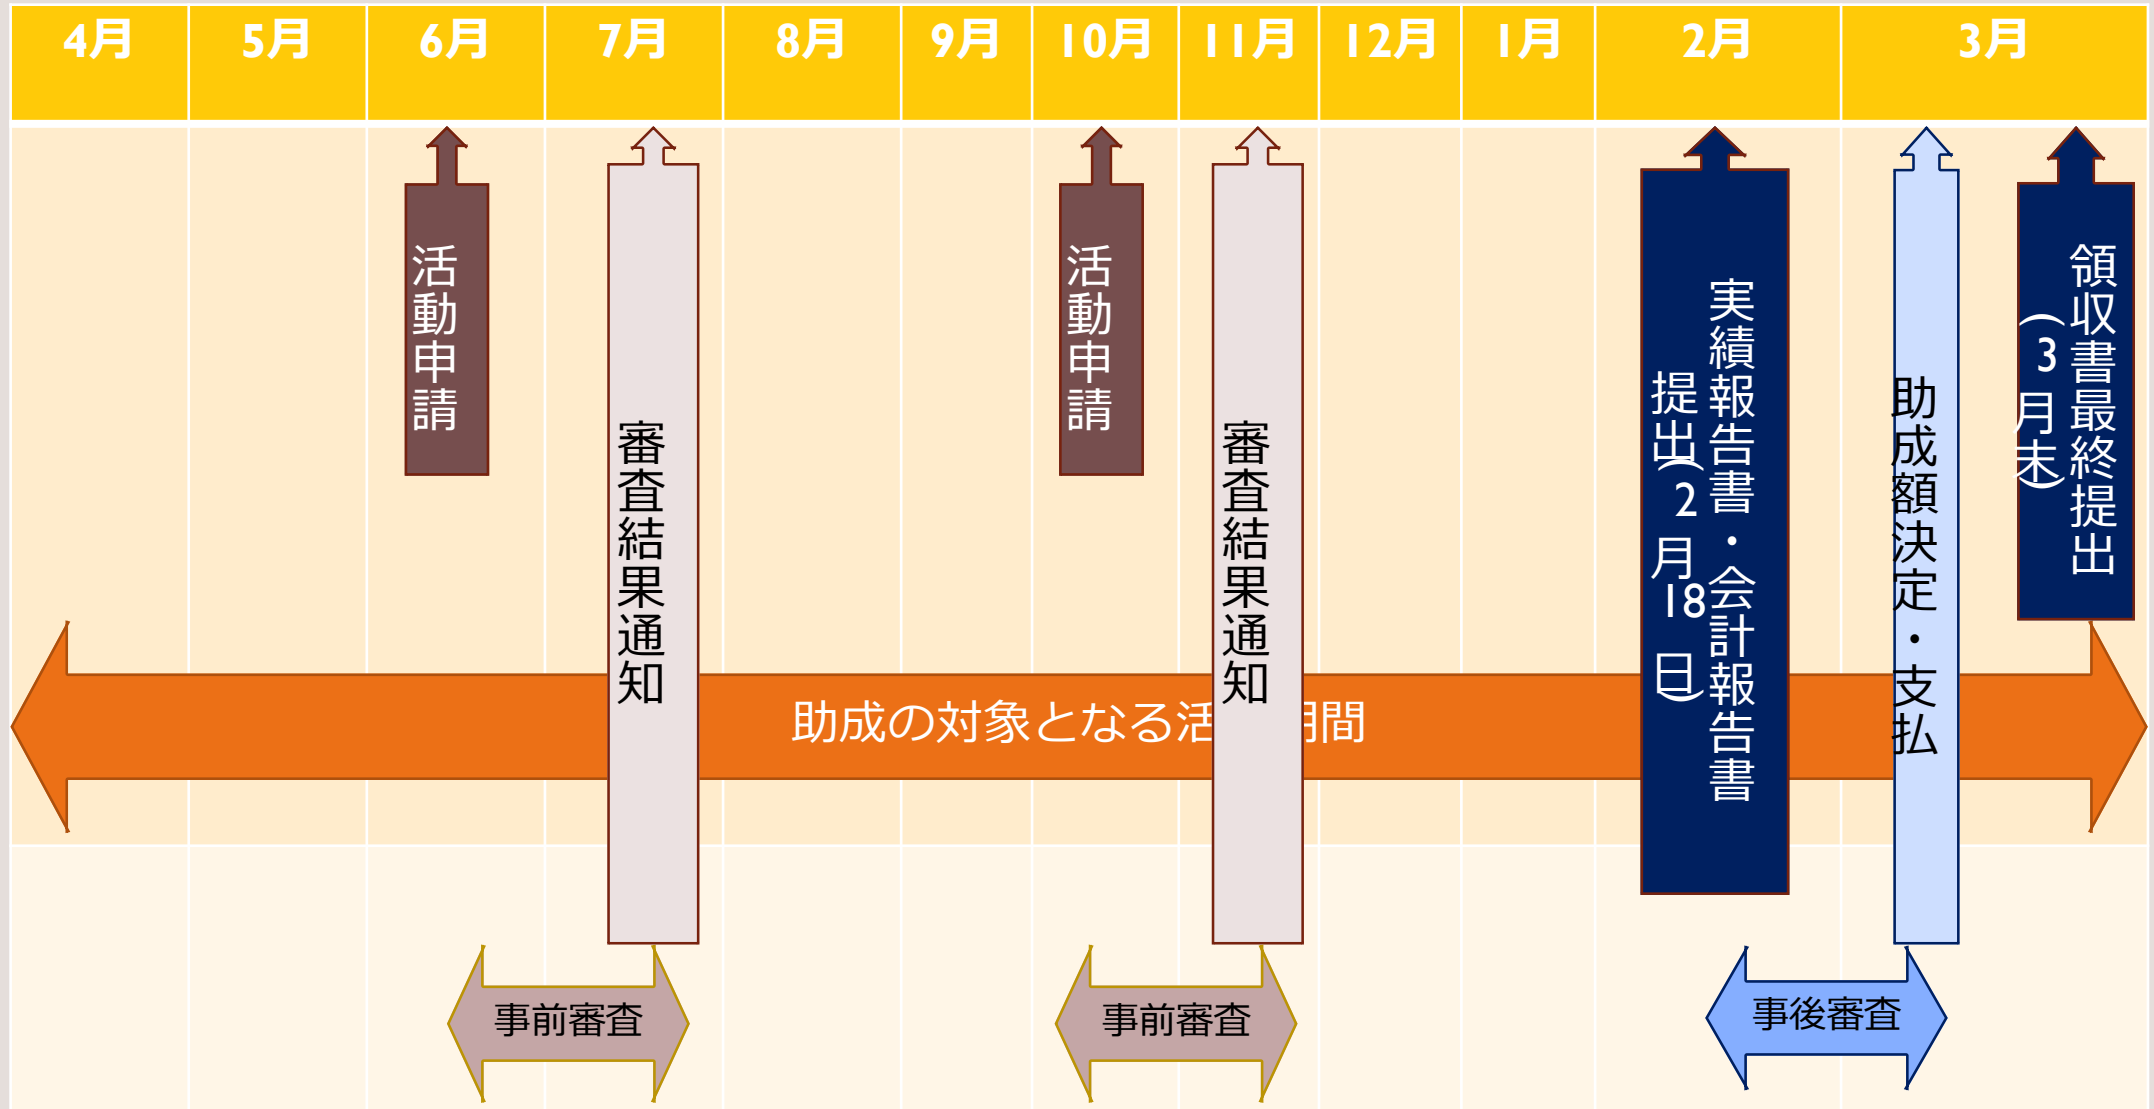 4月
5月
6月
7月
8月
9月
10月
11月
12月
1月
2月
3月
活動申請
審査結果通知
活動申請
審査結果通知
実績報告書・会計報告書
提出（2月18日）
助成額決定・支払
領収書最終提出
（3月末）
助成の対象となる活 期間
事前審査
事前審査
事後審査